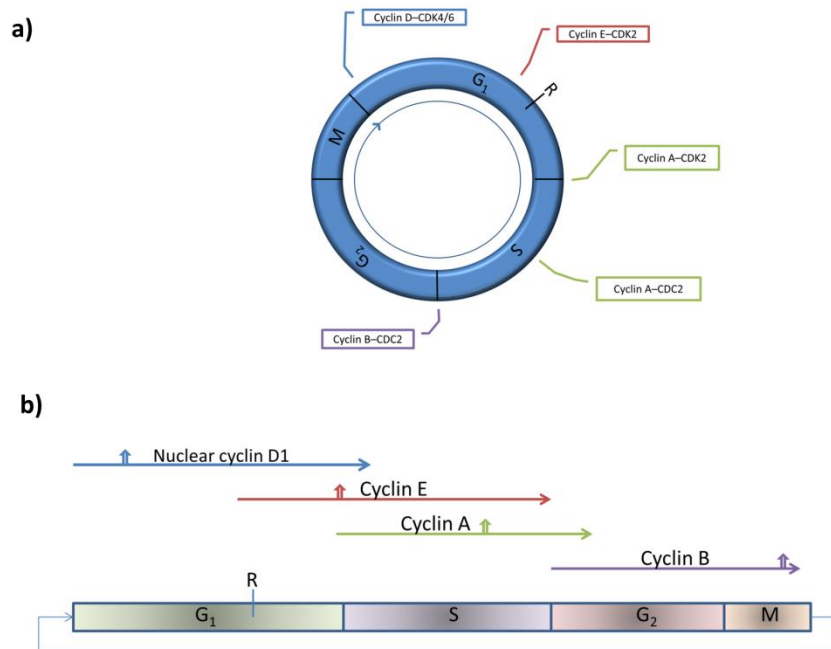 a)
Cyclin D–CDK4/6
Cyclin E–CDK2
G1
R
M
Cyclin A–CDK2
G2
S
Cyclin A–CDC2
Cyclin B–CDC2
b)
Nuclear cyclin D1
Cyclin E
Cyclin A
Cyclin B
R
G1 S G2 M